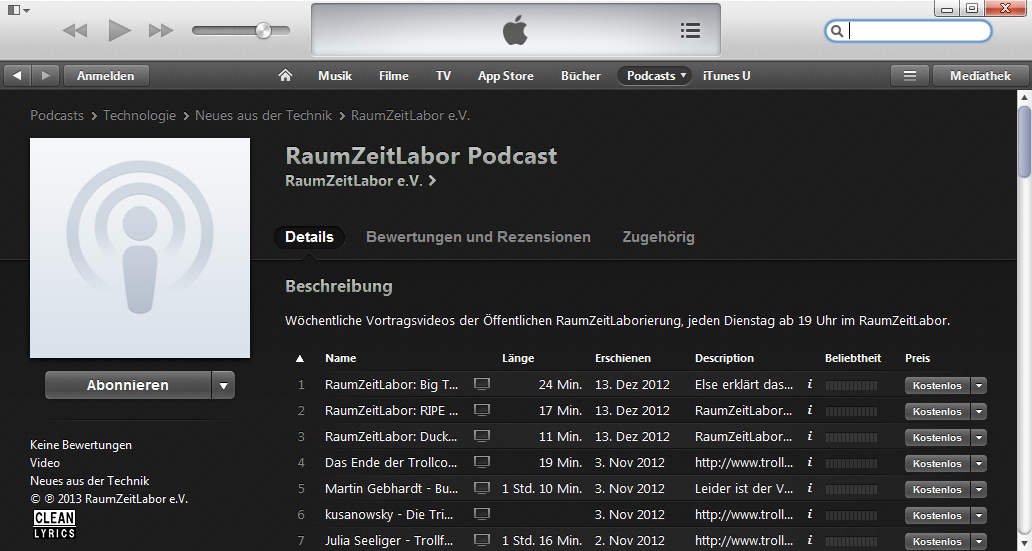 Anmelden Musik Filme TV App Store Bücher Podcasts iTunes U Mediathek
Podcasts > Technologie > Neues aus der Technik > RaumZeitLabor e.V.
RaumZeitLabor Podcast
RaumZeitLabor e.V. >
Details Bewertungen und Rezensionen Zugehörig
Beschreibung
Wöchentliche Vortragsvideos der Öffentlichen RaumZeitLaborierung, jeden Dienstag ab 19 Uhr im RaumZeitLabor.
Name Länge Erschienen Description Beliebtheit Preis
1 RaumZeitLabor: Big T... 24 Min. 13. Dez 2012 Else erklärt das... i Kostenlos
2 RaumZeitLabor: RIPE ... 17 Min. 13. Dez 2012 RaumZeitLabor... i Kostenlos
3 RaumZeitLabor: Duck... 11 Min. 13. Dez 2012 RaumZeitLabor... i Kostenlos
4 Das Ende der Trollco... 19 Min. 3. Nov 2012 http://www.troll... i Kostenlos
5 Martin Gebhardt - Bu... 1 Std. 10 Min. 3. Nov 2012 Leider ist der V... i Kostenlos
6 kusanowsky - Die Tri... 3. Nov 2012 http://www.troll... i Kostenlos
7 Julia Seeliger - Trollf... 1 Std. 16 Min. 3. Nov 2012 http://www.troll... i Kostenlos
Abonnieren
Keine Bewertungen
Video
Neues aus der Technik
© ℗ 2013 RaumZeitLabor e.V.
CLEAN
LYRICS